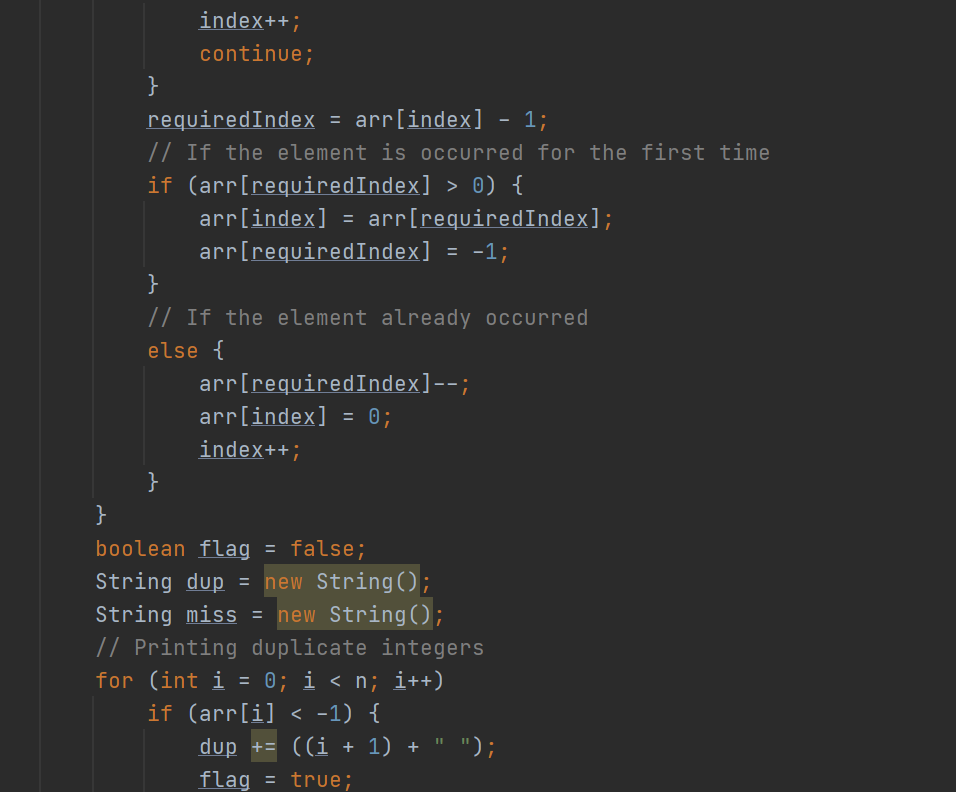 index++;
continue;
}
requiredIndex = arr[index] - 1;
// If the element is occurred for the first time
if (arr[requiredIndex] > 0) {
arr[index] = arr[requiredIndex];
arr[requiredIndex] = -1;
}
// If the element already occurred
else {
arr[requiredIndex]--;
arr[index] = 0;
index++;
}
}
boolean flag = false;
String dup = new String();
String miss = new String();
// Printing duplicate integers
for (int i = 0; i < n; i++)
if (arr[i] < -1) {
dup += ((i + 1) + " ");
flag = true;